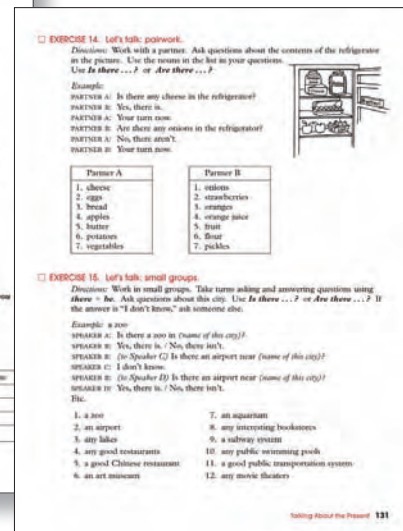 EXERCISE 14. Let's talk: pairwork.
Directions: Work with a partner. Ask questions about the contents of the refrigerator
in the picture. Use the nouns in the list in your questions.
Use Is there . . . ? or Are there . . . ?
Example:
PARTNER A: Is there any cheese in the refrigerator?
PARTNER B: Yes, there is.
PARTNER A: Your turn now.
PARTNER B: Are there any onions in the refrigerator?
PARTNER A: No, there aren't.
PARTNER B: Your turn now.
Partner A
1. cheese
2. eggs
3. bread
4. apples
5. butter
6. potatoes
7. vegetables
Partner B
1. onions
2. strawberries
3. oranges
4. orange juice
5. fruit
6. flour
7. pickles
EXERCISE 15. Let's talk: small groups.
Directions: Work in small groups. Take turns asking and answering questions using
there + be. Ask questions about this city. Use Is there . . . ? or Are there . . . ? If
the answer is "I don't know," ask someone else.
Example: a zoo
SPEAKER A: Is there a zoo in (name of this city)?
SPEAKER B: Yes, there is. / No, there isn't.
SPEAKER B: (to Speaker C) Is there an airport near (name of this city)?
SPEAKER C: I don't know.
SPEAKER B: (to Speaker D) Is there an airport near (name of this city)?
SPEAKER D: Yes, there is. / No, there isn't.
Etc.
1. a zoo
2. an airport
3. any lakes
4. any good restaurants
5. a good Chinese restaurant
6. an art museum
7. an aquarium
8. any interesting bookstores
9. a subway system
10. any public swimming pools
11. a good public transportation system
12. any movie theaters
Talking About the Present 131